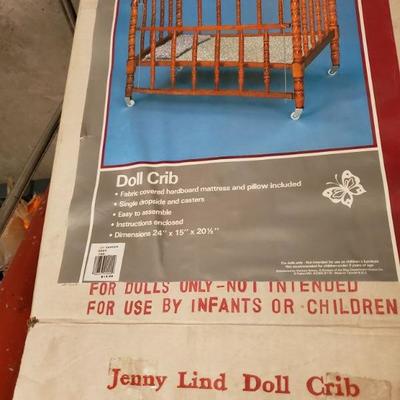 Doll Crib
• Fabric covered hardboard mattress and pillow included
• Single dropside and casters
• Easy to assemble
• Instructions enclosed
• Dimensions 24" x 15" x 20½"
FOR DOLLS ONLY-NOT INTENDED
FOR USE BY INFANTS OR CHILDREN
Jenny Lind Doll Crib